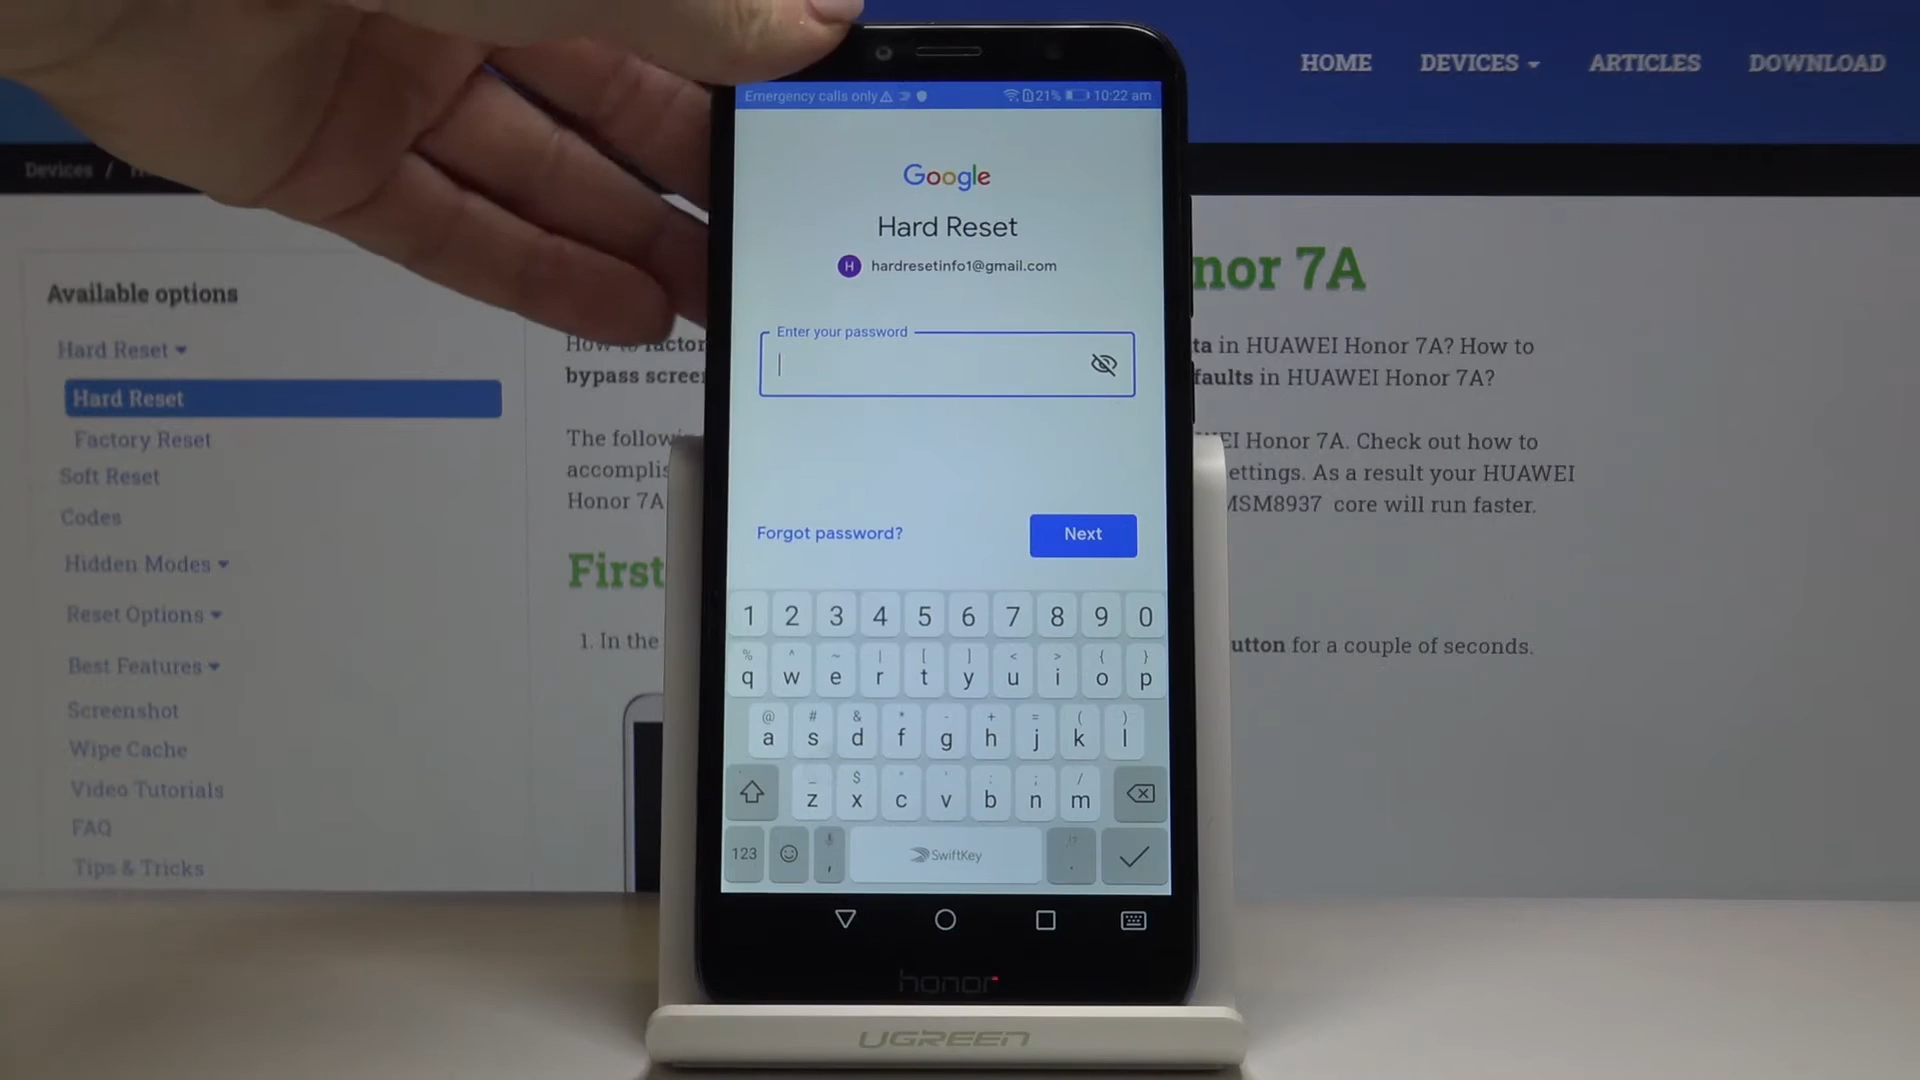 HOME DEVICES ARTICLES DOWNLOAD
Devices /
Available options
Hard Reset
Hard Reset
Factory Reset
Soft Reset
Codes
Hidden Modes
Reset Options
Best Features
Screenshot
Wipe Cache
Video Tutorials
FAQ
Tips & Tricks
nor 7A
How to factor
ta in HUAWEI Honor 7A? How to
bypass scree
faults in HUAWEI Honor 7A?
The follow
EI Honor 7A. Check out how to
accomplis
ettings. As a result your HUAWEI
Honor 7A
MSM8937 core will run faster.
First
1. In the
utton for a couple of seconds.
Emergency calls only 21% 10:22 am
Google
Hard Reset
H hardresetinfo1@gmail.com
Enter your password
Forgot password? Next
1 2 3 4 5 6 7 8 9 0
% ^ ~ | [ ] < > { }
q w e r t y u i o p
@ # & * - + = ( )
a s d f g h j k l
_ $ " ' : ; /
z x c v b n m
123 , SwiftKey .
honor
UGREEN